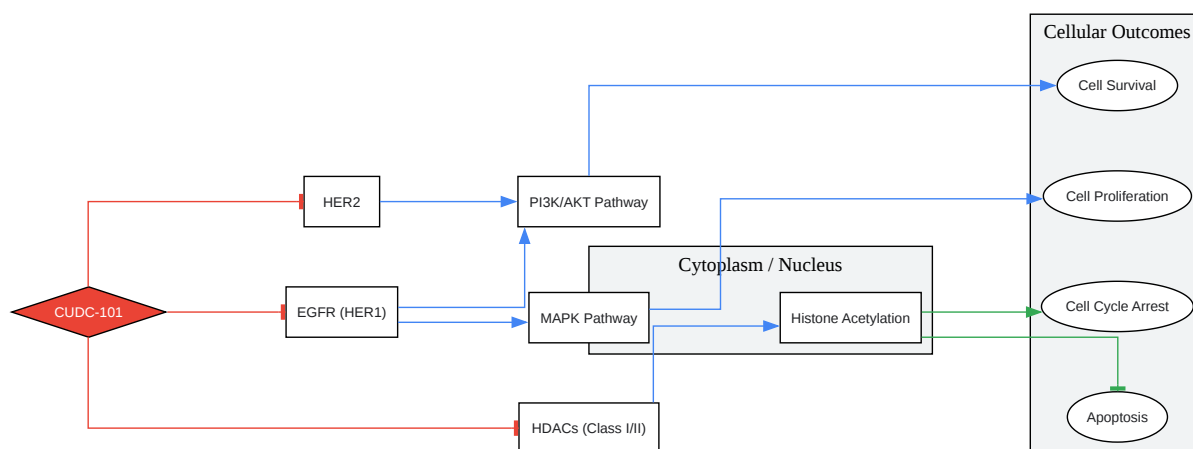 Cellular Outcomes
Cell Survival
HER2
PI3K/AKT Pathway
Cell Proliferation
Cytoplasm / Nucleus
CUDC-101
EGFR (HER1)
MAPK Pathway
Histone Acetylation
Cell Cycle Arrest
HDACs (Class I/II)
Apoptosis